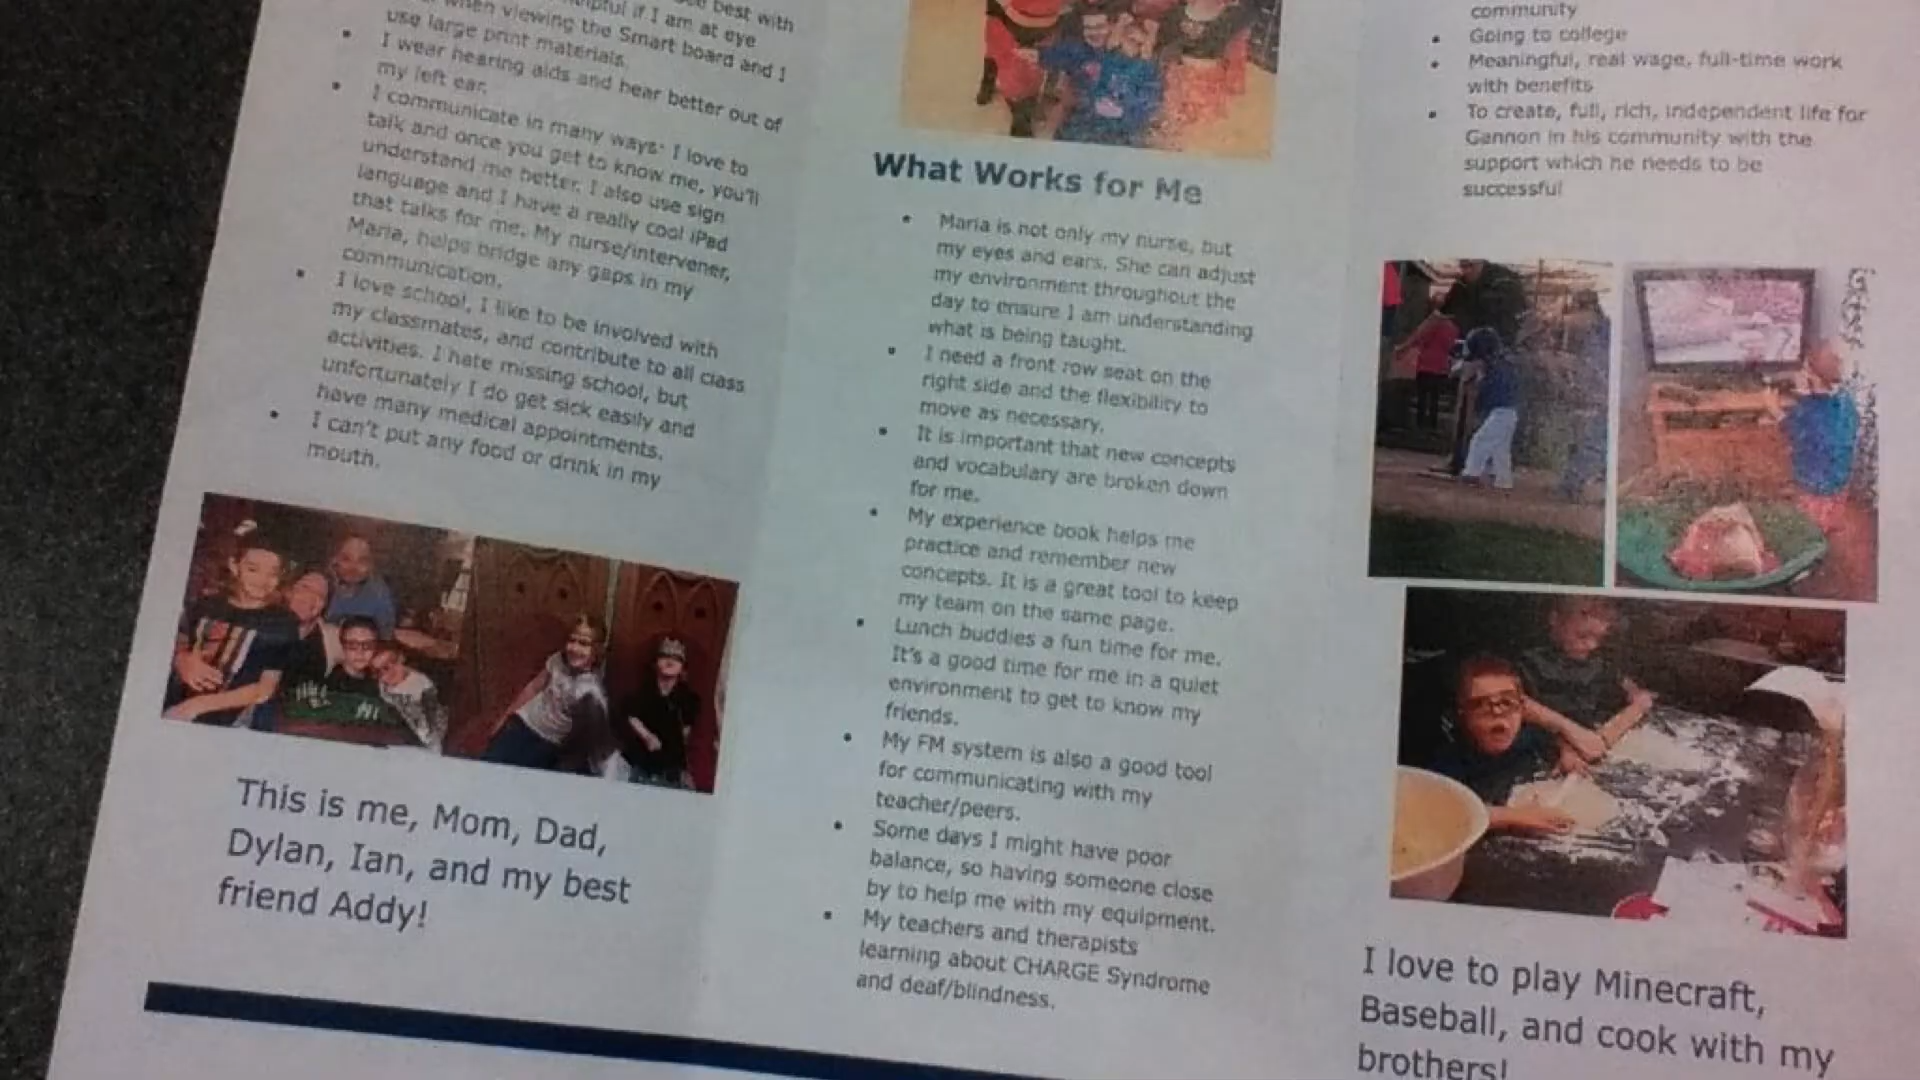 best with
helpful if I am at eye
when viewing the Smart board and I
use large print materials.
• I wear hearing aids and hear better out of
my left ear.
• I communicate in many ways: I love to
talk and once you get to know me, you'll
understand me better. I also use sign
language and I have a really cool iPad
that talks for me. My nurse/intervener,
Maria, helps bridge any gaps in my
communication.
• I love school, I like to be involved with
my classmates, and contribute to all class
activities. I hate missing school, but
unfortunately I do get sick easily and
have many medical appointments.
• I can't put any food or drink in my
mouth.
This is me, Mom, Dad,
Dylan, Ian, and my best
friend Addy!
What Works for Me
• Maria is not only my nurse, but
my eyes and ears. She can adjust
my environment throughout the
day to ensure I am understanding
what is being taught.
• I need a front row seat on the
right side and the flexibility to
move as necessary.
• It is important that new concepts
and vocabulary are broken down
for me.
• My experience book helps me
practice and remember new
concepts. It is a great tool to keep
my team on the same page.
• Lunch buddies a fun time for me.
It's a good time for me in a quiet
environment to get to know my
friends.
• My FM system is also a good tool
for communicating with my
teacher/peers.
• Some days I might have poor
balance, so having someone close
by to help me with my equipment.
• My teachers and therapists
learning about CHARGE Syndrome
and deaf/blindness.
community
• Going to college
• Meaningful, real wage, full-time work
with benefits
• To create, full, rich, independent life for
Gannon in his community with the
support which he needs to be
successful
I love to play Minecraft,
Baseball, and cook with my
brothers!